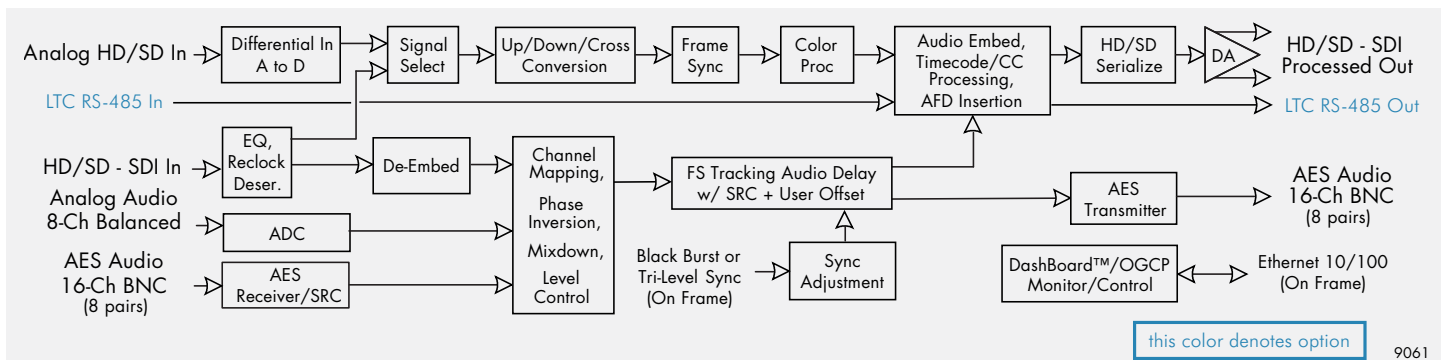 Analog HD/SD In
Differential In
A to D
Signal
Select
Up/Down/Cross
Conversion
Frame
Sync
Color
Proc
Audio Embed,
Timecode/CC
Processing,
AFD Insertion
HD/SD
Serialize
DA
HD/SD - SDI
Processed Out
LTC RS-485 In
LTC RS-485 Out
HD/SD - SDI In
EQ,
Reclock
Deser.
De-Embed
Channel
Mapping,
Phase
Inversion,
Mixdown,
Level
Control
FS Tracking Audio Delay
w/ SRC + User Offset
AES
Transmitter
AES Audio
16-Ch BNC
(8 pairs)
Analog Audio
8-Ch Balanced
ADC
AES Audio
16-Ch BNC
(8 pairs)
AES
Receiver/SRC
Black Burst or
Tri-Level Sync
(On Frame)
Sync
Adjustment
DashBoard™/OGCP
Monitor/Control
Ethernet 10/100
(On Frame)
this color denotes option
9061